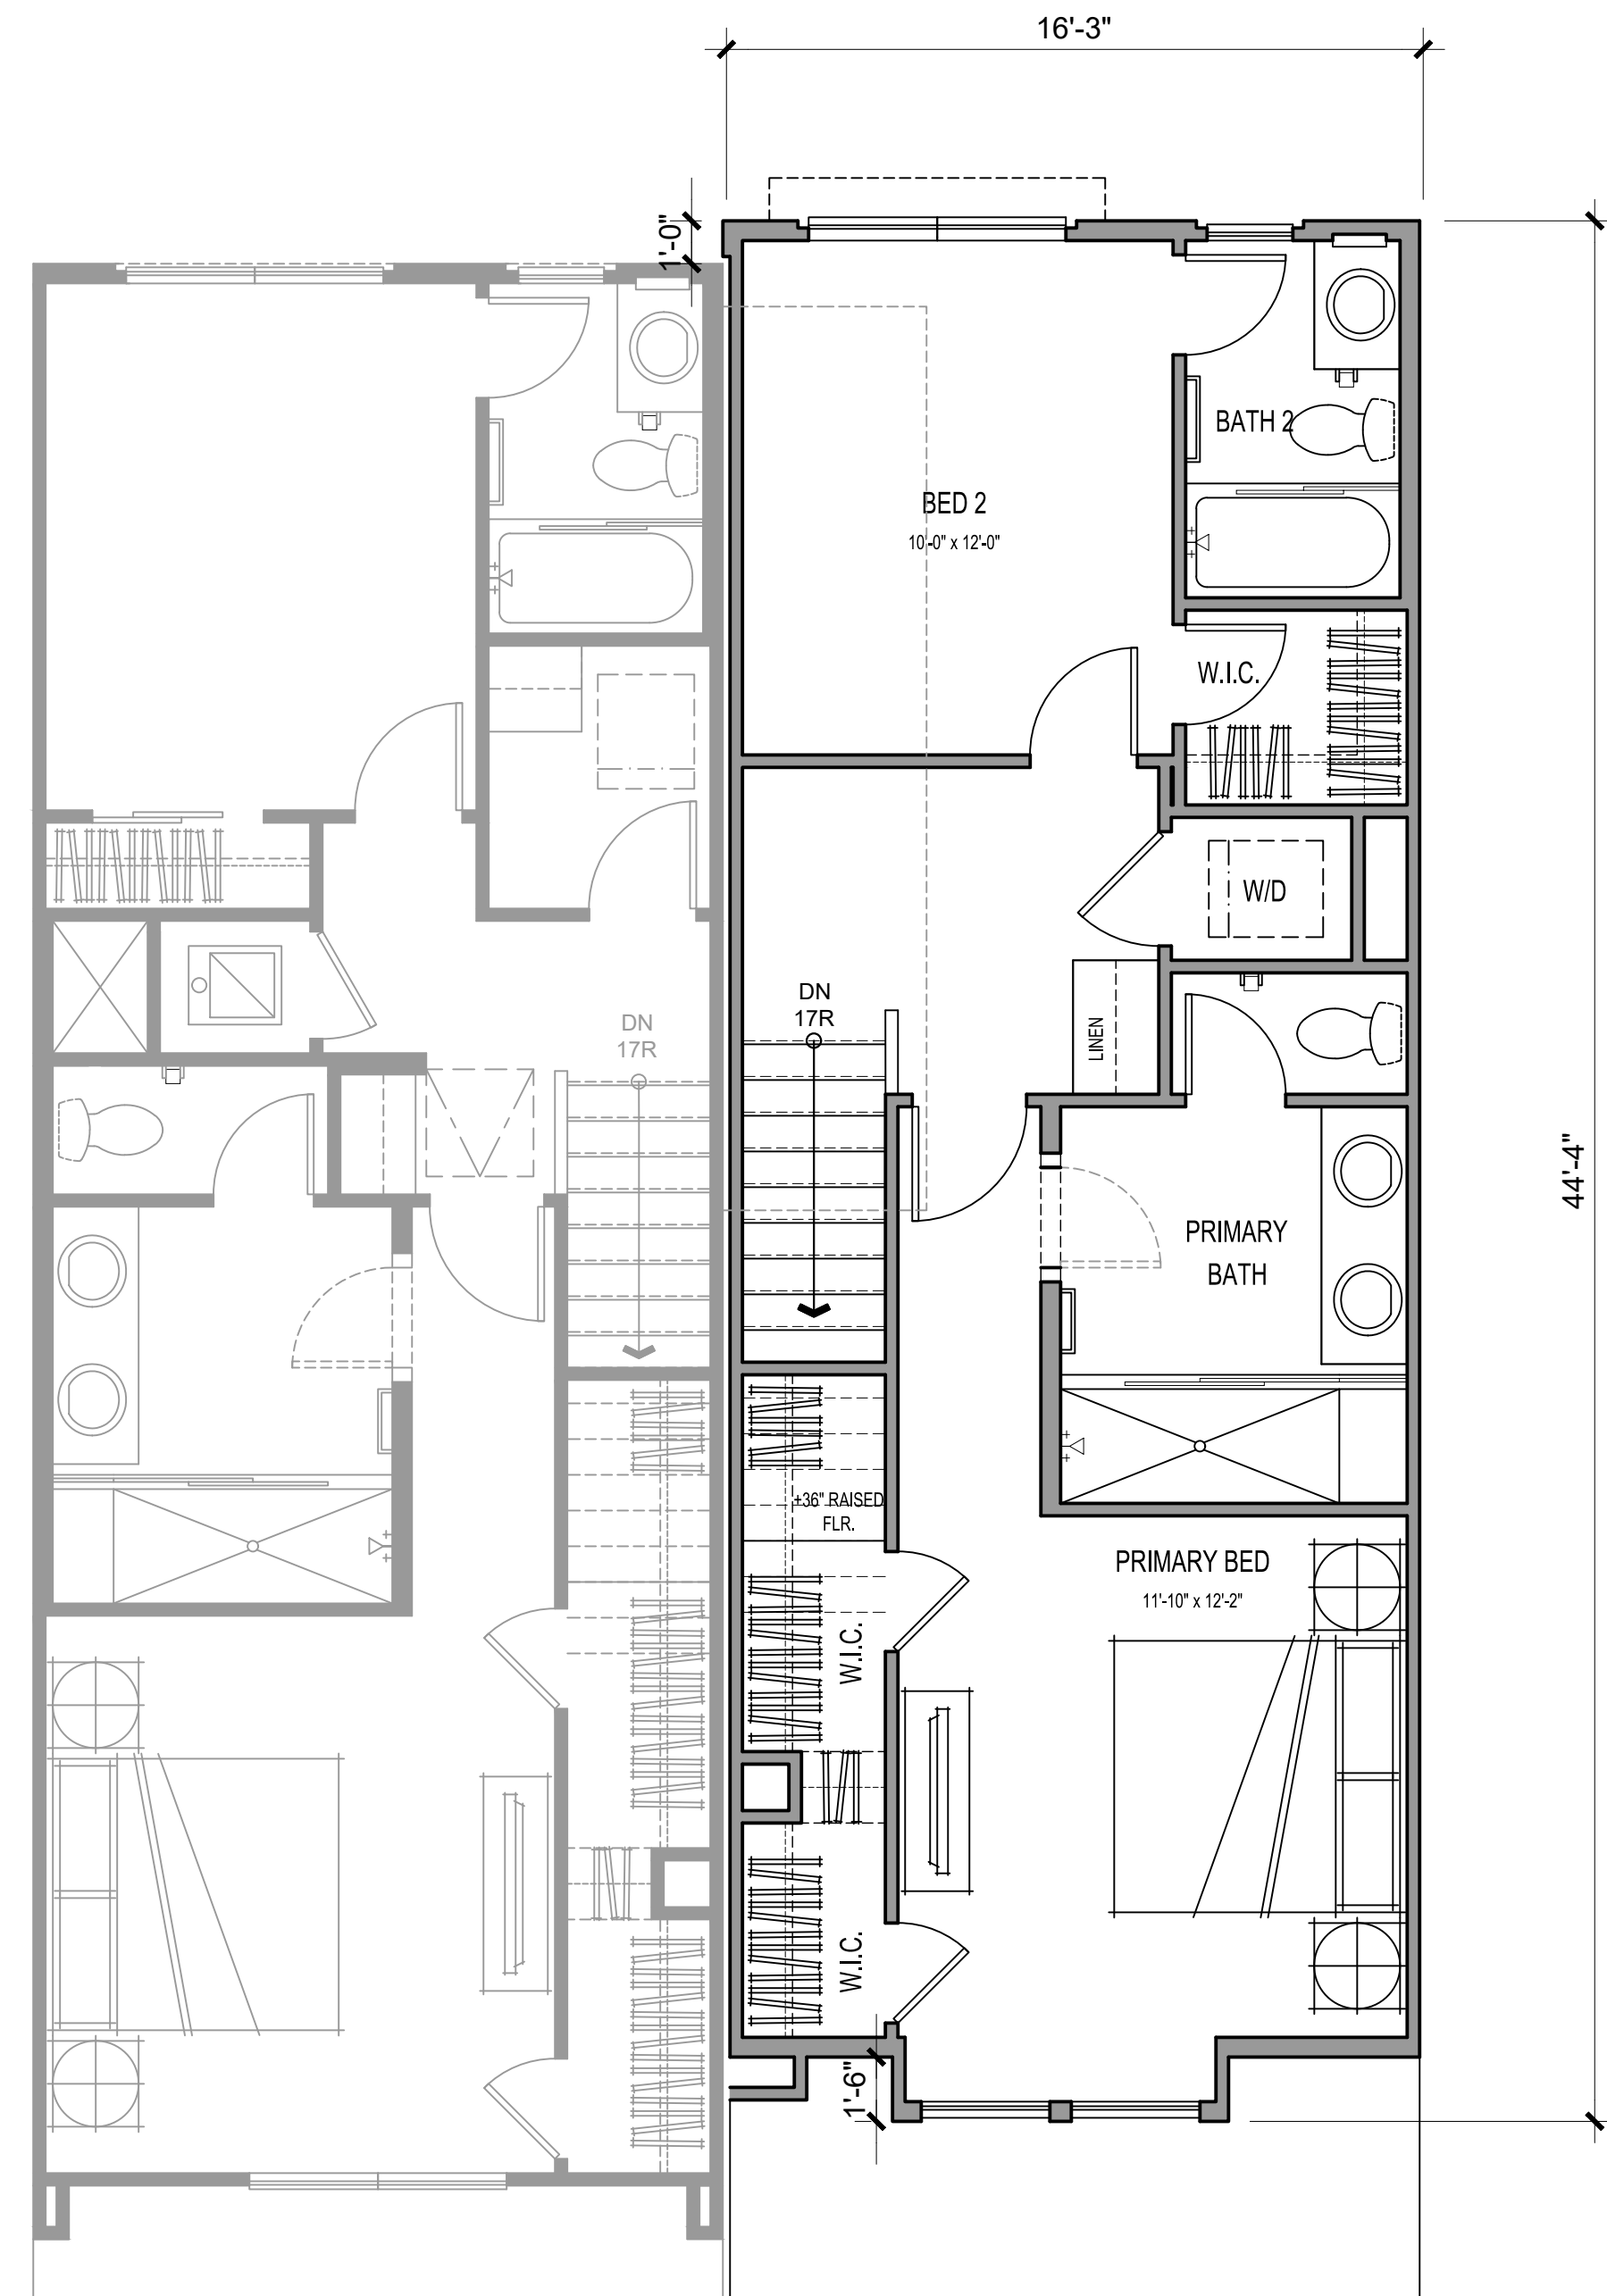 16'-3"
1'-0"
BATH 2
BED 2
10'-0" x 12'-0"
W.I.C.
W/D
DN
17R
DN
17R
LINEN
44'-4"
PRIMARY
BATH
+36" RAISED
FLR.
PRIMARY BED
11'-10" x 12'-2"
W.I.C.
W.I.C.
1'-6"